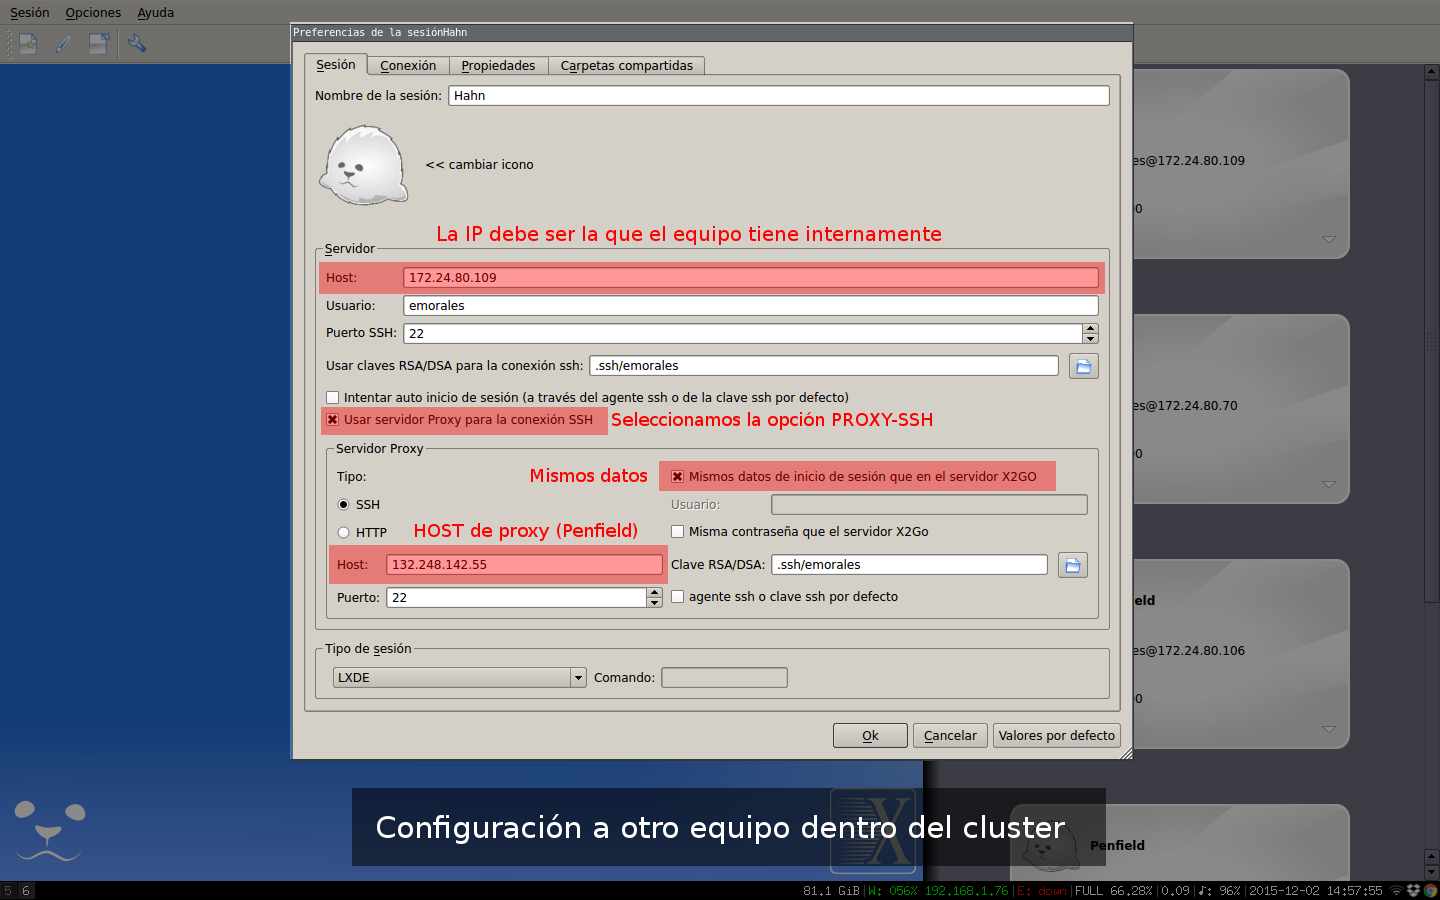 Sesión Opciones Ayuda
Preferencias de la sesiónHahn
Sesión Conexión Propiedades Carpetas compartidas
Nombre de la sesión: Hahn
<< cambiar icono
La IP debe ser la que el equipo tiene internamente
Servidor
Host: 172.24.80.109
Usuario: emorales
Puerto SSH: 22
Usar claves RSA/DSA para la conexión ssh: .ssh/emorales
Intentar auto inicio de sesión (a través del agente ssh o de la clave ssh por defecto)
Usar servidor Proxy para la conexión SSH Seleccionamos la opción PROXY-SSH
Servidor Proxy
Tipo: Mismos datos Mismos datos de inicio de sesión que en el servidor X2GO
SSH Usuario:
HTTP HOST de proxy (Penfield) Misma contraseña que el servidor X2Go
Host: 132.248.142.55 Clave RSA/DSA: .ssh/emorales
Puerto: 22 agente ssh o clave ssh por defecto
Tipo de sesión
LXDE Comando:
Ok Cancelar Valores por defecto
es@172.24.80.109
00
es@172.24.80.70
00
eld
es@172.24.80.106
00
Penfield
X
Configuración a otro equipo dentro del cluster
5 6 81.1 GiB|W: 056% 192.168.1.76|E: down|FULL 66.28%|0.09|♪: 96%|2015-12-02 14:57:55